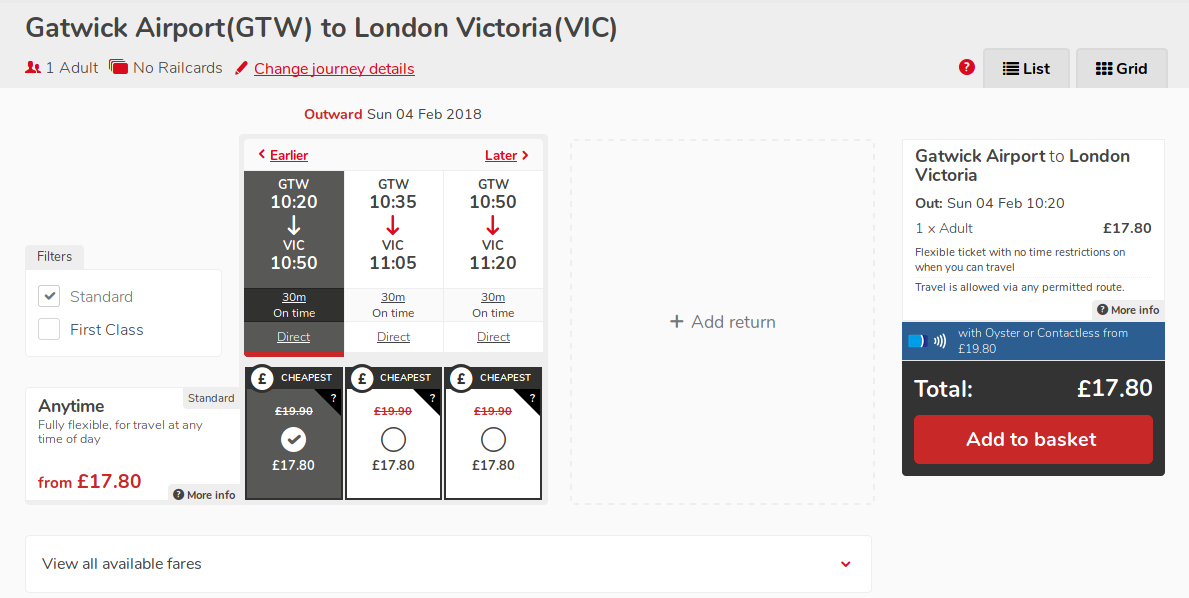 Gatwick Airport(GTW) to London Victoria(VIC)
1 Adult No Railcards Change journey details
? List Grid
Outward Sun 04 Feb 2018
Earlier Later
GTW GTW GTW
10:20 10:35 10:50
VIC VIC VIC
10:50 11:05 11:20
30m 30m 30m
On time On time On time
Direct Direct Direct
Filters
Standard
First Class
£ CHEAPEST £ CHEAPEST £ CHEAPEST
? ? ?
£19.90 £19.90 £19.90
£17.80 £17.80 £17.80
Standard
Anytime
Fully flexible, for travel at any
time of day
from £17.80
? More info
+ Add return
Gatwick Airport to London
Victoria
Out: Sun 04 Feb 10:20
1 x Adult £17.80
Flexible ticket with no time restrictions on
when you can travel
Travel is allowed via any permitted route.
? More info
with Oyster or Contactless from
£19.80
Total: £17.80
Add to basket
View all available fares